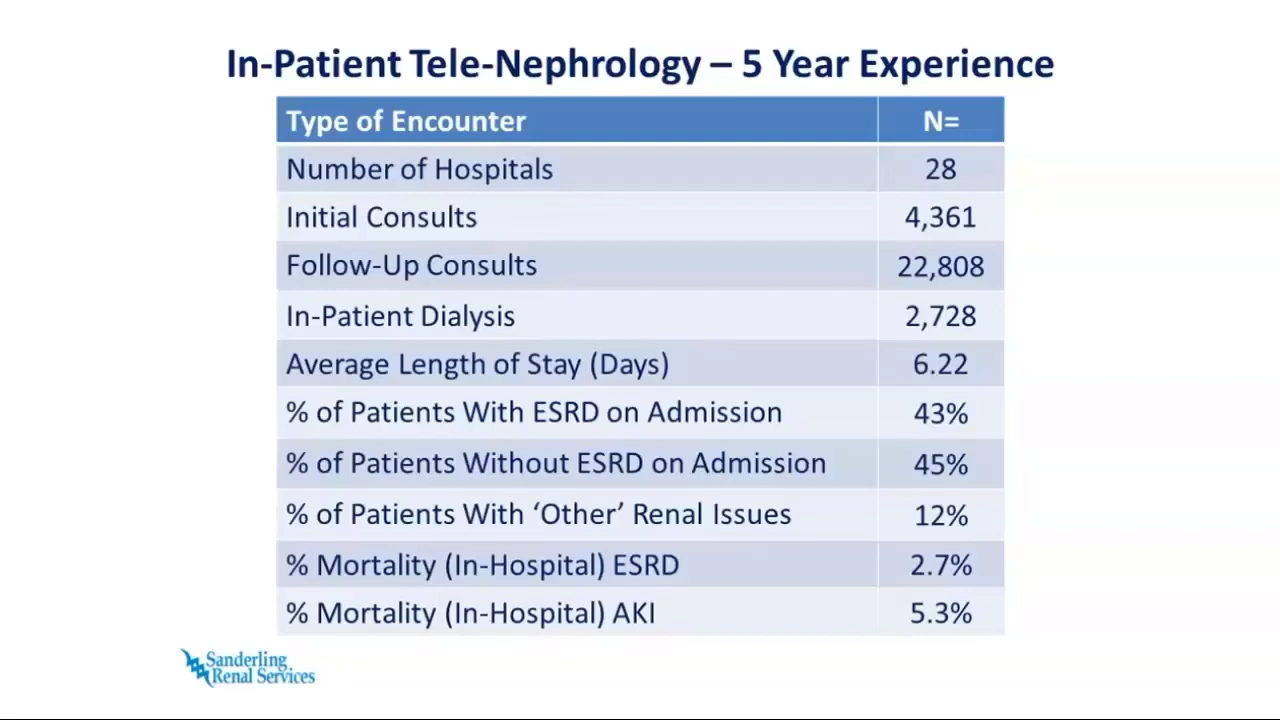 In-Patient Tele-Nephrology – 5 Year Experience
Type of Encounter N=
Number of Hospitals 28
Initial Consults 4,361
Follow-Up Consults 22,808
In-Patient Dialysis 2,728
Average Length of Stay (Days) 6.22
% of Patients With ESRD on Admission 43%
% of Patients Without ESRD on Admission 45%
% of Patients With ‘Other’ Renal Issues 12%
% Mortality (In-Hospital) ESRD 2.7%
% Mortality (In-Hospital) AKI 5.3%
Sanderling
Renal Services